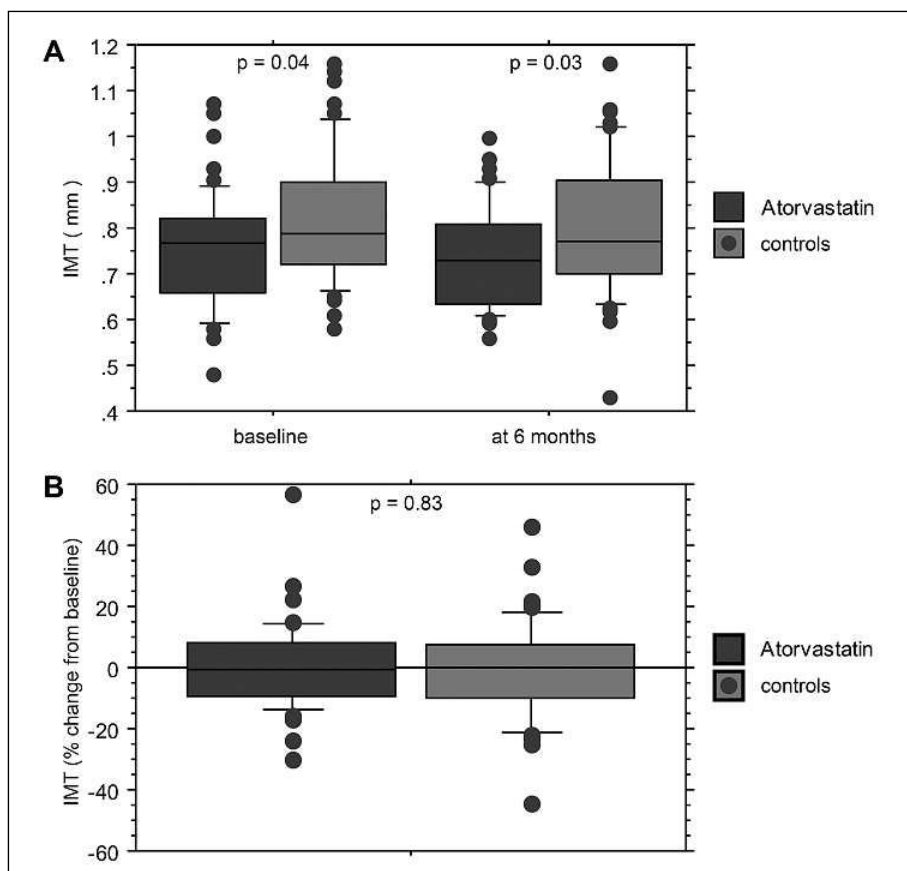 A
p = 0.04
p = 0.03
IMT ( mm )
1.2
1.1
1
.9
.8
.7
.6
.5
.4
baseline
at 6 months
Atorvastatin
controls
B
p = 0.83
IMT (% change from baseline)
60
40
20
0
-20
-40
-60
Atorvastatin
controls